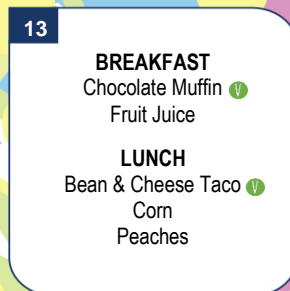 13
BREAKFAST
Chocolate Muffin V
Fruit Juice
LUNCH
Bean & Cheese Taco V
Corn
Peaches